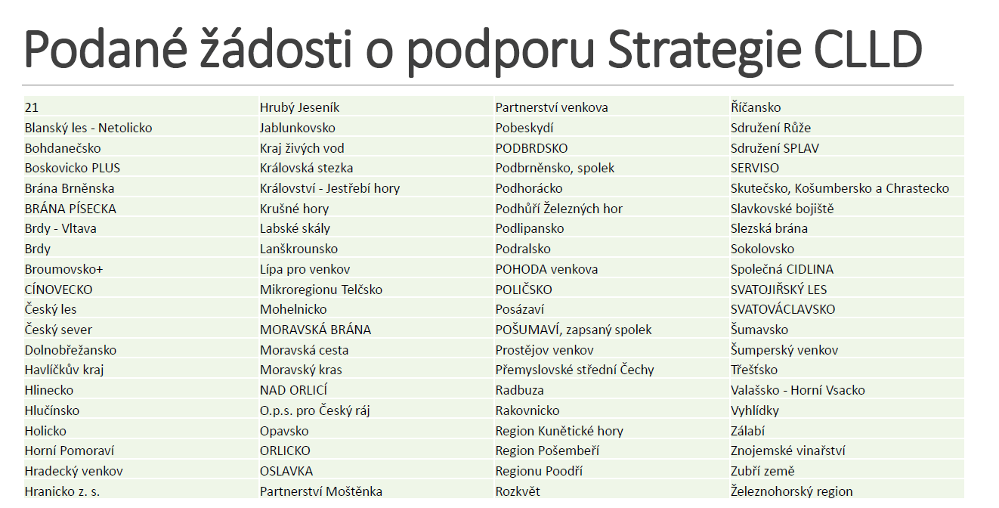 Podané žádosti o podporu Strategie CLLD
21
Blanský les - Netolicko
Bohdanečsko
Boskovicko PLUS
Brána Brněnska
BRÁNA PÍSECKA
Brdy - Vltava
Brdy
Broumovsko+
CÍNOVECKO
Český les
Český sever
Dolnobřežansko
Havlíčkův kraj
Hlinecko
Hlučínsko
Holicko
Horní Pomoraví
Hradecký venkov
Hranicko z. s.
Hrubý Jeseník
Jablunkovsko
Kraj živých vod
Královská stezka
Království - Jestřebí hory
Krušné hory
Labské skály
Lanškrounsko
Lípa pro venkov
Mikroregionu Telčsko
Mohelnicko
MORAVSKÁ BRÁNA
Moravská cesta
Moravský kras
NAD ORLICÍ
O.p.s. pro Český ráj
Opavsko
ORLICKO
OSLAVKA
Partnerství Moštěnka
Partnerství venkova
Pobeskydí
PODBRDSKO
Podbrněnsko, spolek
Podhorácko
Podhůří Železných hor
Podlipansko
Podralsko
POHODA venkova
POLIČSKO
Posázaví
POŠUMAVÍ, zapsaný spolek
Prostějov venkov
Přemyslovské střední Čechy
Radbuza
Rakovnicko
Region Kunětické hory
Region Pošembeří
Regionu Poodří
Rozkvět
Říčansko
Sdružení Růže
Sdružení SPLAV
SERVISO
Skutečsko, Košumbersko a Chrastecko
Slavkovské bojiště
Slezská brána
Sokolovsko
Společná CIDLINA
SVATOJIŘSKÝ LES
SVATOVÁCLAVSKO
Šumavsko
Šumperský venkov
Třešťsko
Valašsko - Horní Vsacko
Vyhlídky
Zálabí
Znojemské vinařství
Zubří země
Železnohorský region